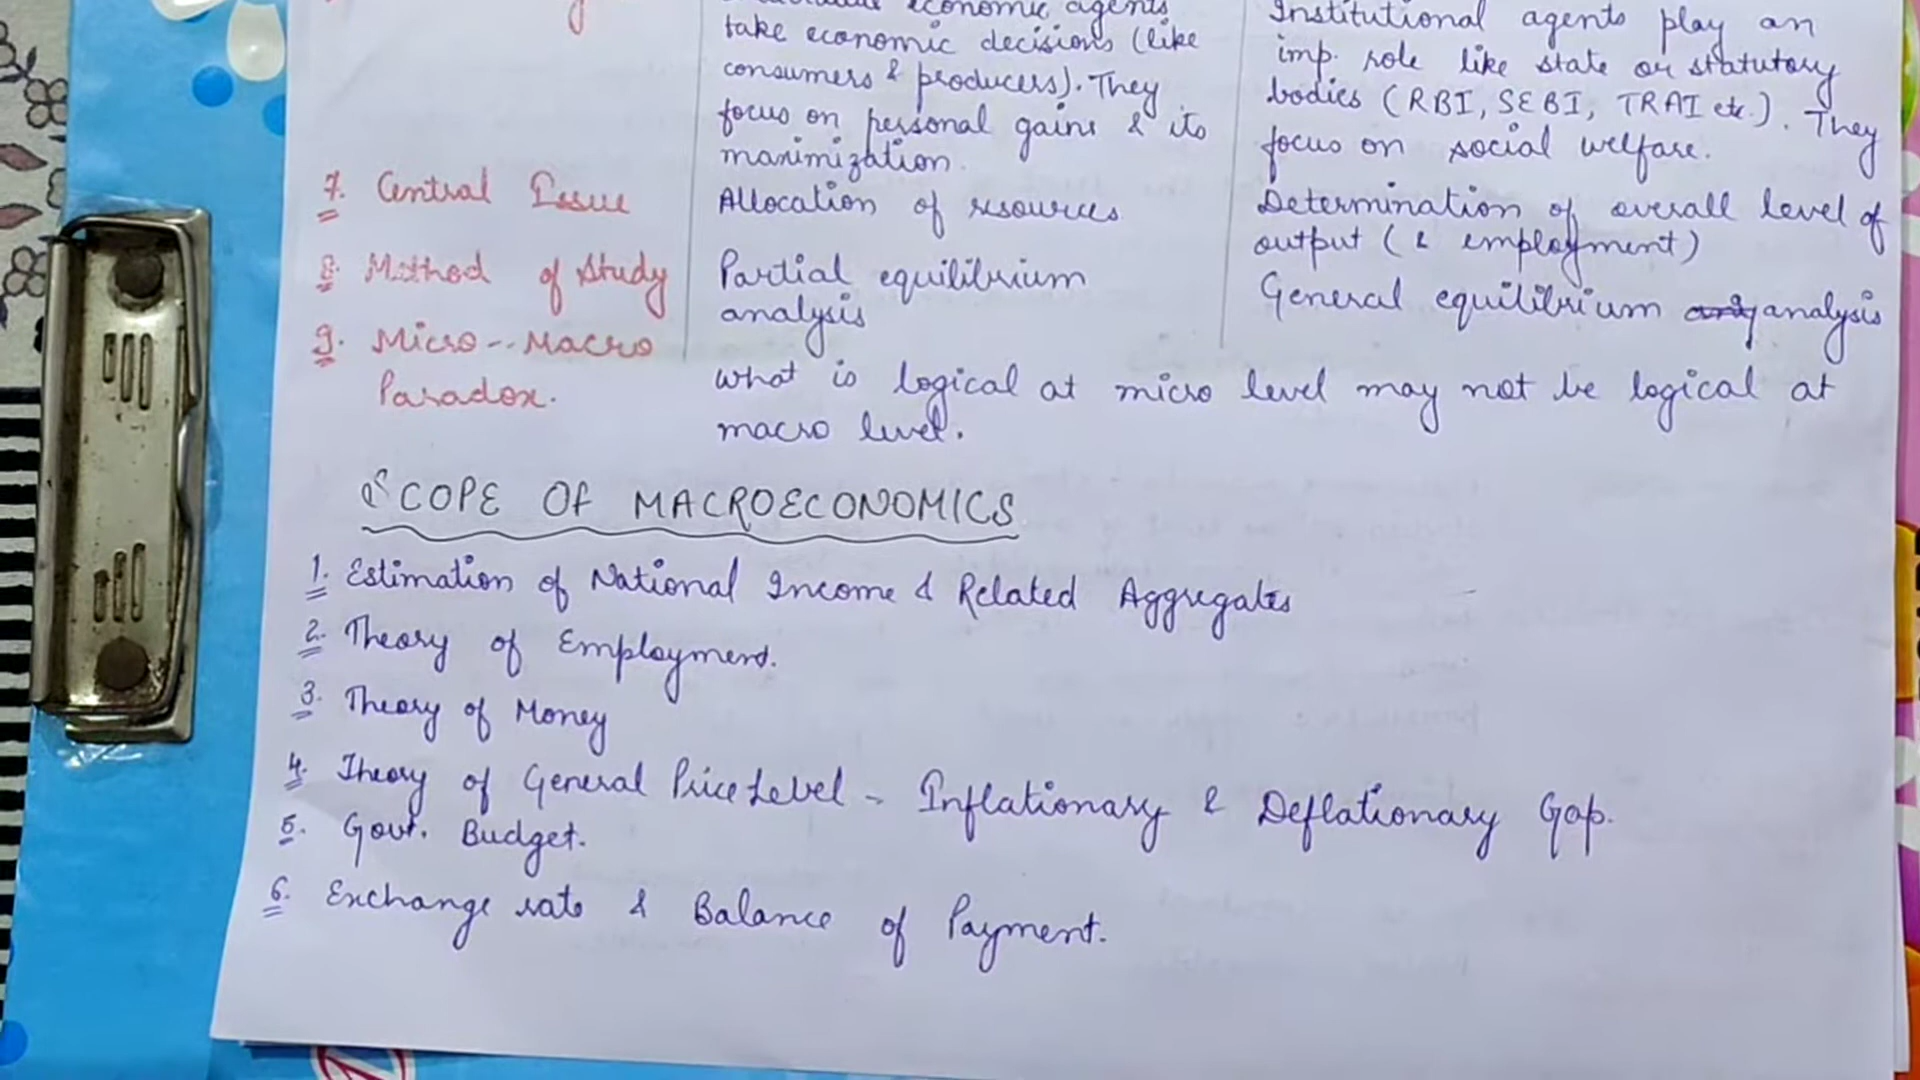 economic agents
take economic decisions (like
consumers & producers). They
focus on personal gains & its
maximization.
Institutional agents play an
imp. role like state or statutory
bodies (RBI, SEBI, TRAI etc.). They
focus on social welfare.
7. Central Issue
Allocation of resources
Determination of overall level of
output (& employment)
8. Method of Study
Partial equilibrium
analysis
General equilibrium analysis
9. Micro-Macro
Paradox.
What is logical at micro level may not be logical at
macro level.
SCOPE OF MACROECONOMICS
1. Estimation of National Income & Related Aggregates
2. Theory of Employment.
3. Theory of Money
4. Theory of General Price Level - Inflationary & Deflationary Gap.
5. Govt. Budget.
6. Exchange rate & Balance of Payment.